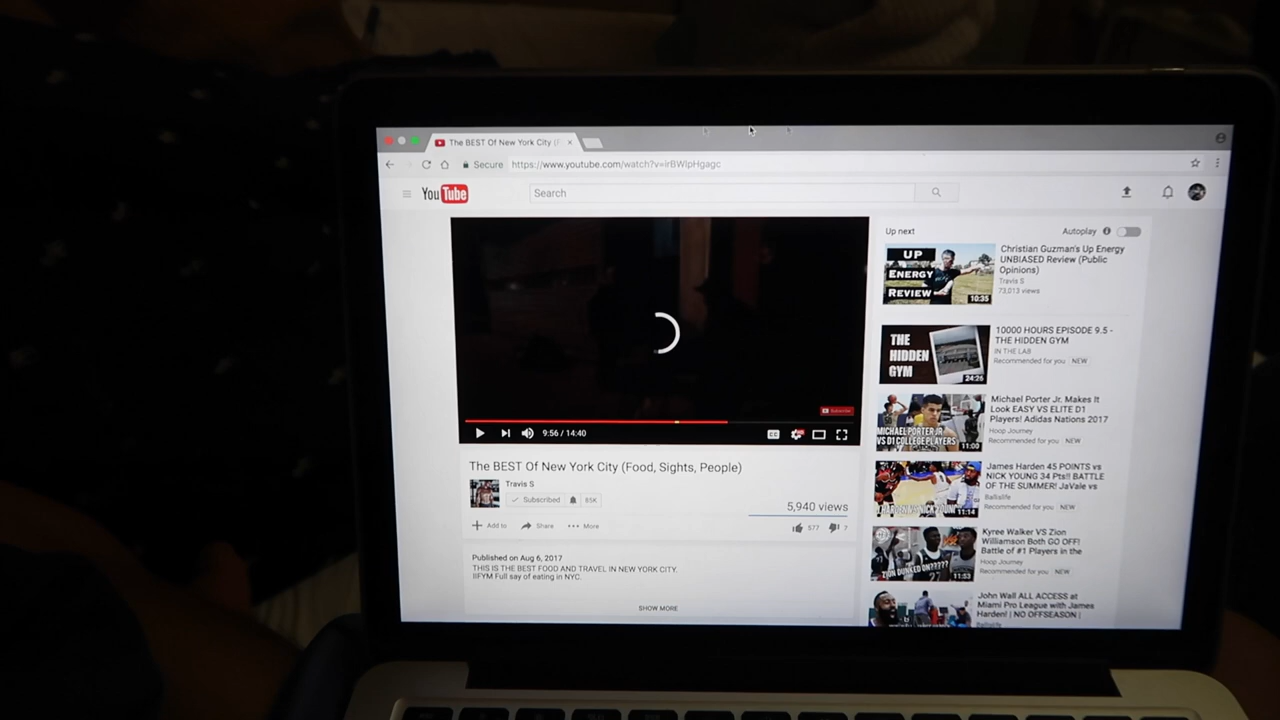 The BEST Of New York City (F
Secure https://www.youtube.com/watch?v=irBWlpHgagc
YouTube
Search
Up next
Autoplay
UP
ENERGY
REVIEW
10:35
Christian Guzman's Up Energy
UNBIASED Review (Public
Opinions)
Travis S
73,013 views
THE
HIDDEN
GYM
24:26
10000 HOURS EPISODE 9.5 -
THE HIDDEN GYM
IN THE LAB
Recommended for you NEW
MICHAEL PORTER JR
VS D1 COLLEGE PLAYERS
11:00
Michael Porter Jr. Makes It
Look EASY VS ELITE D1
Players! Adidas Nations 2017
Hoop Journey
Recommended for you NEW
11:14
James Harden 45 POINTS vs
NICK YOUNG 34 Pts!! BATTLE
OF THE SUMMER! JaVale vs
Ballislife
Recommended for you NEW
ZION DUNKED ON?????
11:53
Kyree Walker VS Zion
Williamson Both GO OFF!
Battle of #1 Players in the
Hoop Journey
Recommended for you NEW
John Wall ALL ACCESS at
Miami Pro League with James
Harden! | NO OFFSEASON |
Ballislife
Subscribe
9:56 / 14:40
CC
The BEST Of New York City (Food, Sights, People)
Travis S
Subscribed 85K
5,940 views
Add to Share More
577 7
Published on Aug 6, 2017
THIS IS THE BEST FOOD AND TRAVEL IN NEW YORK CITY.
IIFYM Full say of eating in NYC.
SHOW MORE